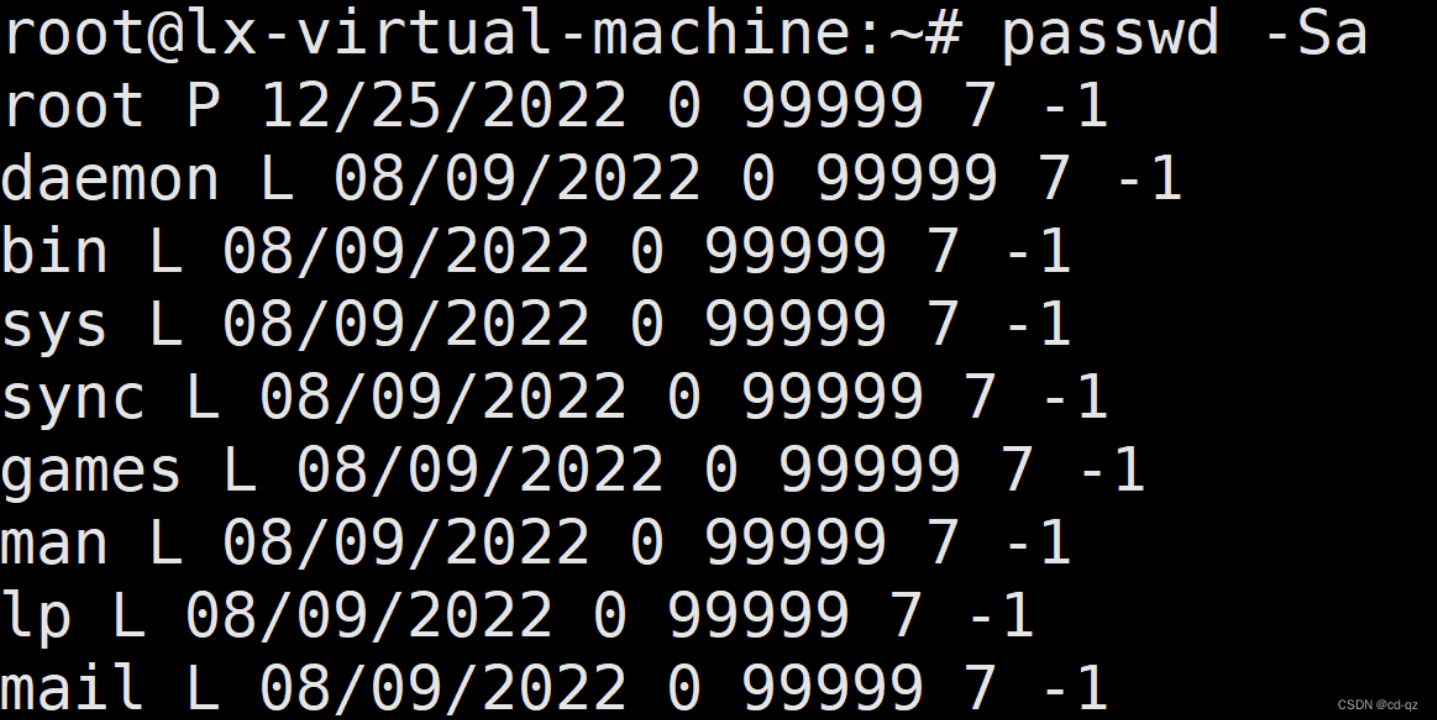 root@lx-virtual-machine:~# passwd -Sa
root P 12/25/2022 0 99999 7 -1
daemon L 08/09/2022 0 99999 7 -1
bin L 08/09/2022 0 99999 7 -1
sys L 08/09/2022 0 99999 7 -1
sync L 08/09/2022 0 99999 7 -1
games L 08/09/2022 0 99999 7 -1
man L 08/09/2022 0 99999 7 -1
lp L 08/09/2022 0 99999 7 -1
mail L 08/09/2022 0 99999 7 -1
CSDN @cd-qz